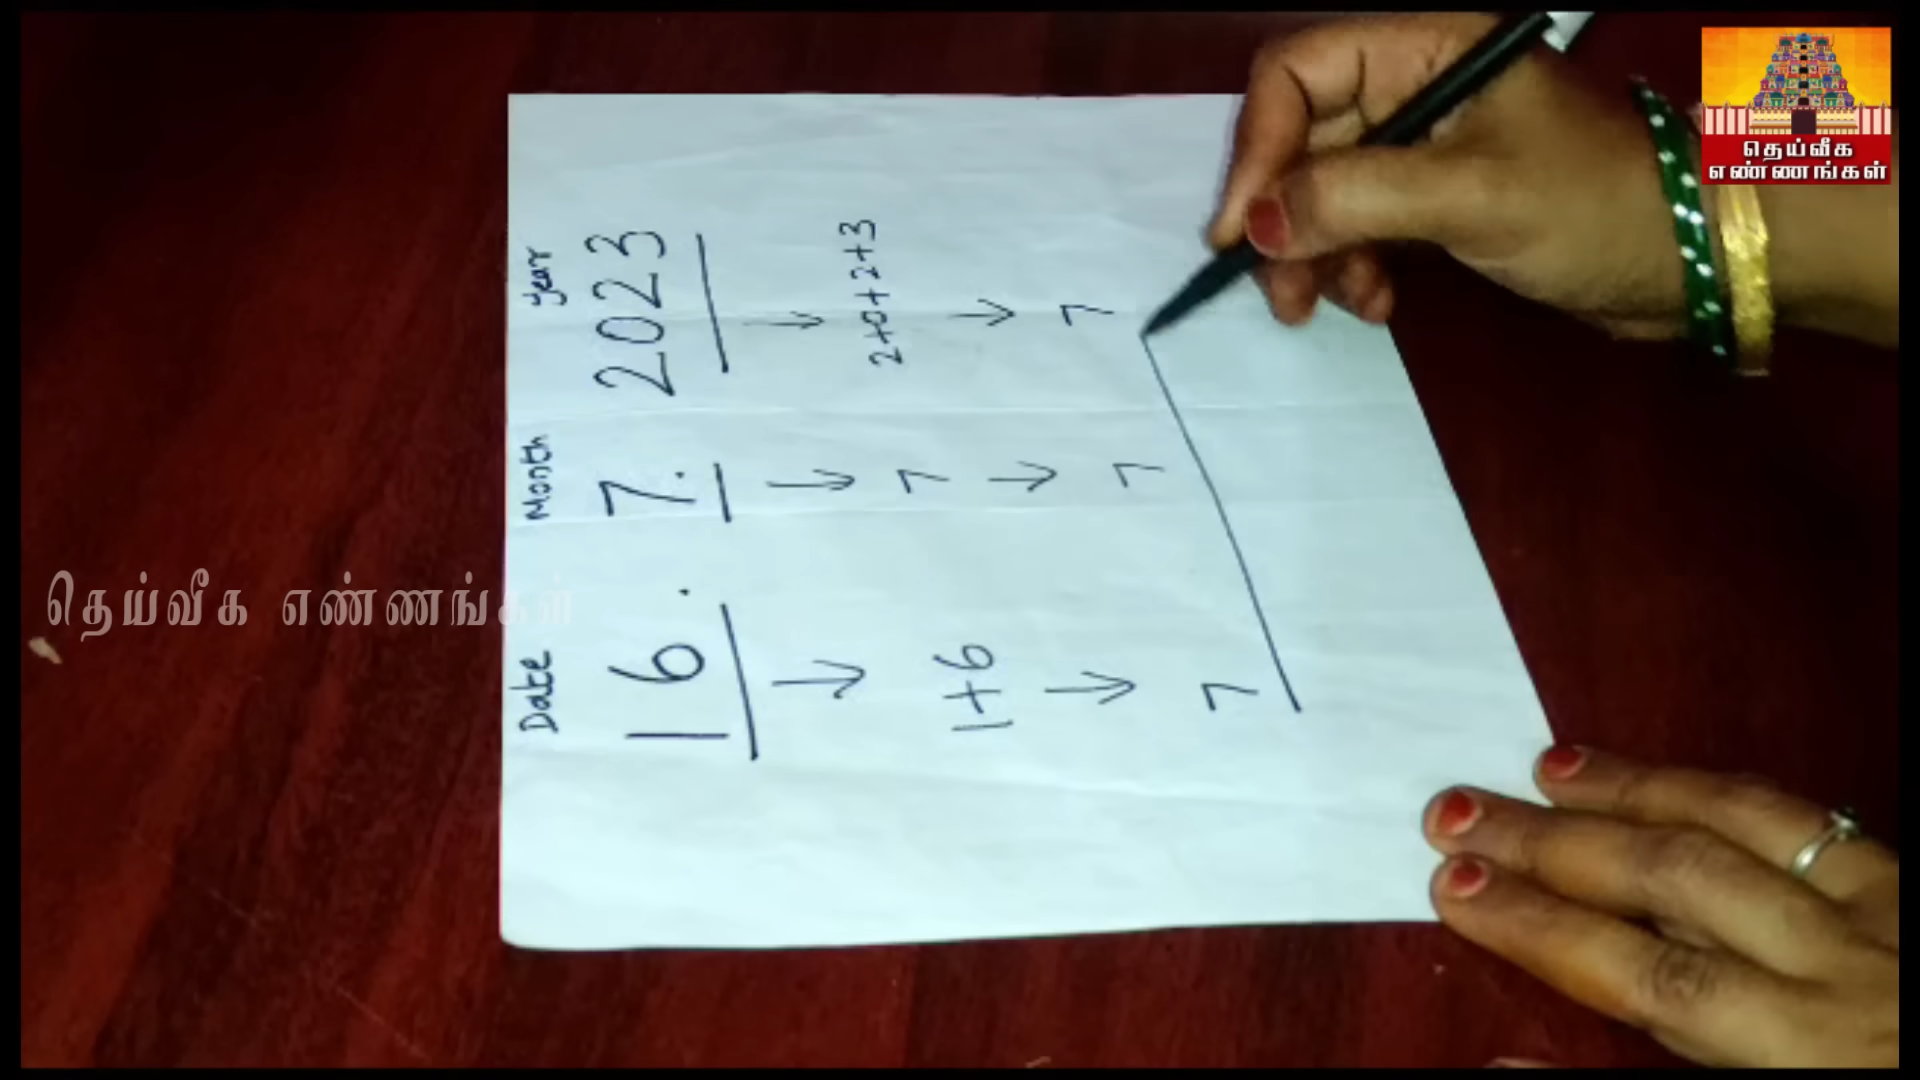 Date Month Year
16 . 7. 2023
↓ ↓ ↓
1+6 7 2+0+2+3
↓ ↓ ↓
7 7 7
தெய்வீக
எண்ணங்கள்
தெய்வீக எண்ணங்கள்